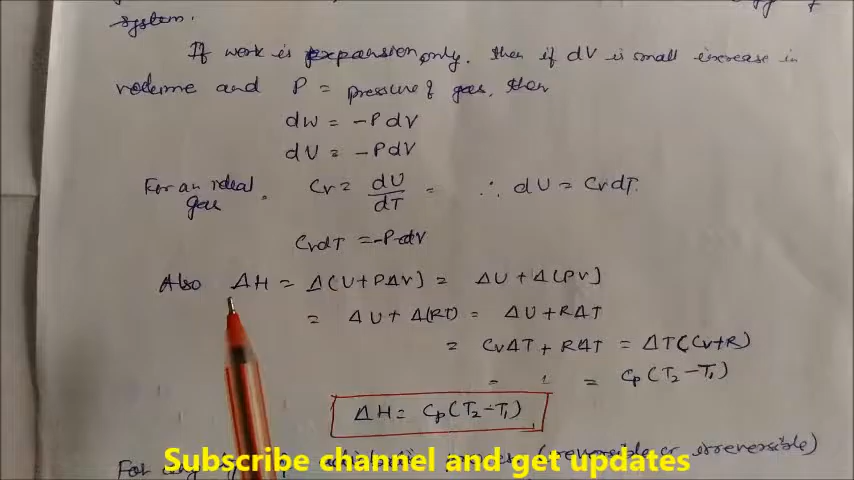 system.
If work is expansion only. then if dV is small increase in
volume and P = pressure of gas, then
dW = -PdV
dU = -PdV
For an ideal gas. Cv = dU/dT = ∴ dU = CvdT.
CvdT = -PdV
Also ΔH = Δ(U+PΔV) = ΔU + Δ(PV)
= ΔU + Δ(RT) = ΔU + RΔT
= CvΔT + RΔT = ΔT(Cv+R)
= = Cp(T2-T1)
ΔH = Cp(T2-T1)
For any (reversible or irreversible)
Subscribe channel and get updates